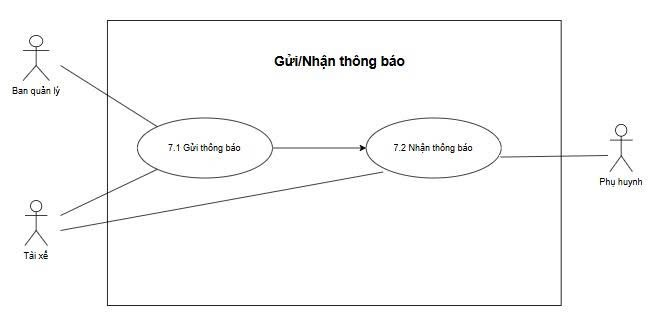 Gửi/Nhận thông báo
Ban quản lý
7.1 Gửi thông báo
7.2 Nhận thông báo
Phụ huynh
Tài xế